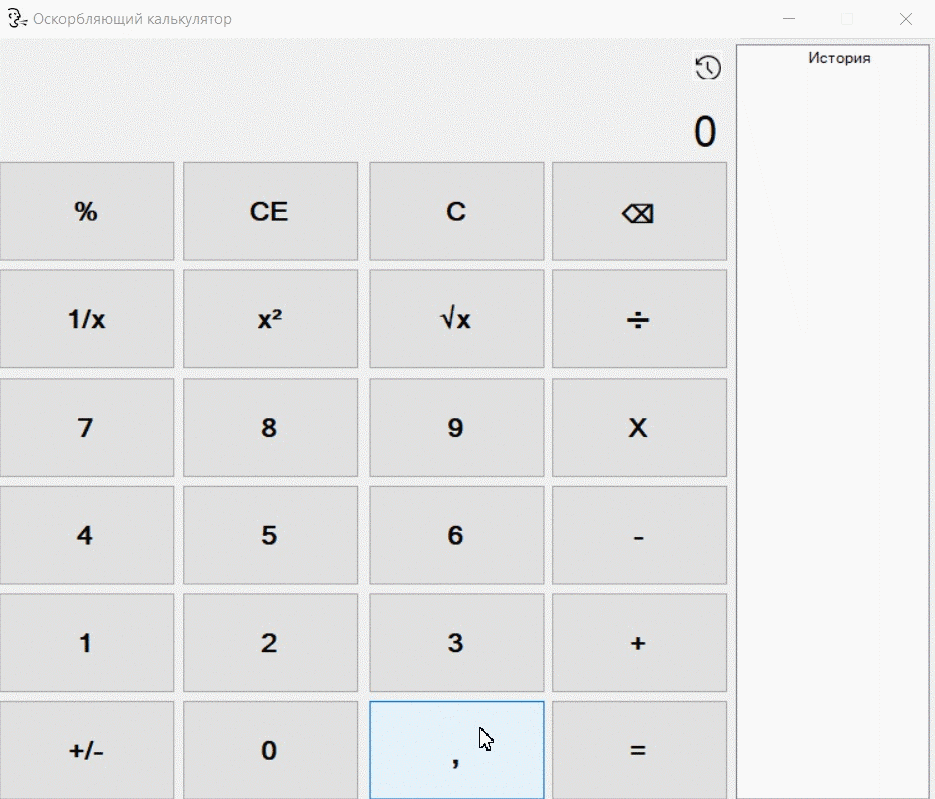 Оскорбляющий калькулятор
История
0
% CE C ⌫
1/x x² √x ÷
7 8 9 X
4 5 6 -
1 2 3 +
+/- 0 , =